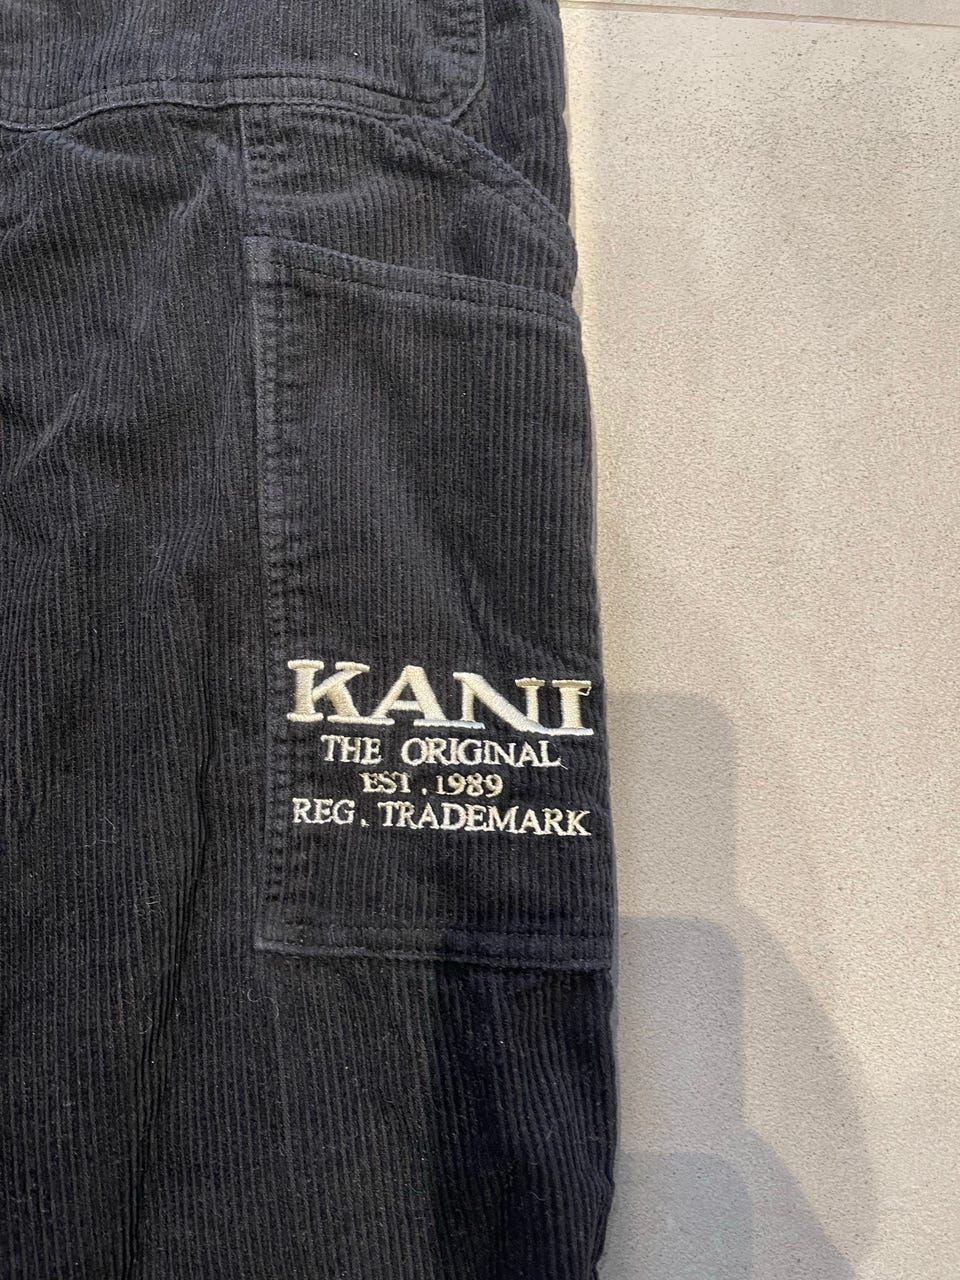 KANI
THE ORIGINAL
EST. 1989
REG. TRADEMARK